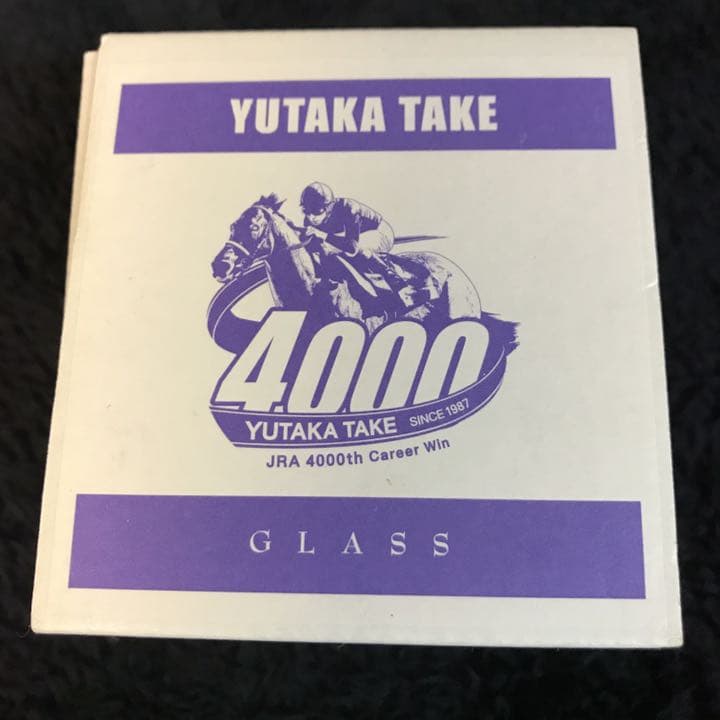 YUTAKA TAKE
4000
YUTAKA TAKE SINCE 1987
JRA 4000th Career Win
GLASS